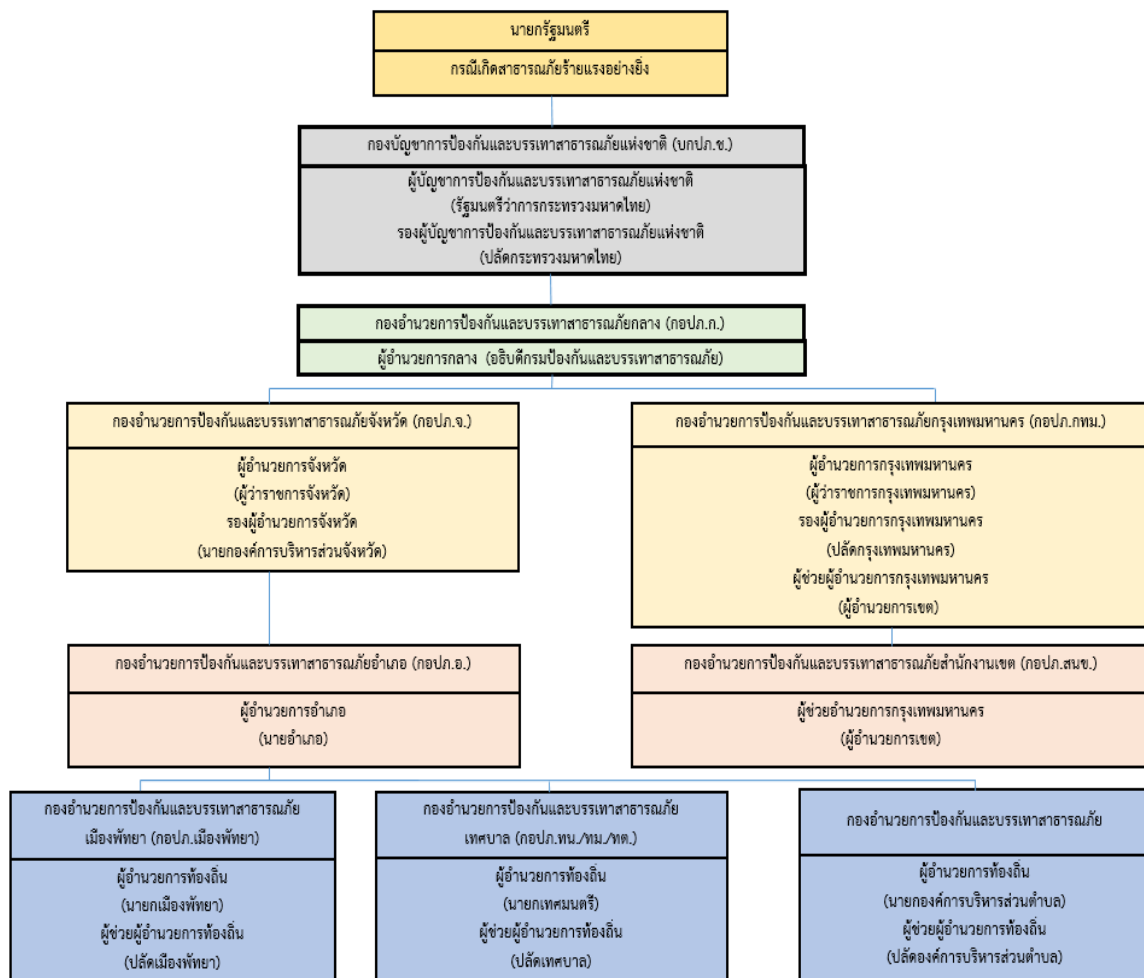 นายกรัฐมนตรี
กรณีเกิดสาธารณภัยร้ายแรงอย่างยิ่ง
กองบัญชาการป้องกันและบรรเทาสาธารณภัยแห่งชาติ (บกปภ.ช.)
ผู้บัญชาการป้องกันและบรรเทาสาธารณภัยแห่งชาติ
(รัฐมนตรีว่าการกระทรวงมหาดไทย)
รองผู้บัญชาการป้องกันและบรรเทาสาธารณภัยแห่งชาติ
(ปลัดกระทรวงมหาดไทย)
กองอำนวยการป้องกันและบรรเทาสาธารณภัยกลาง (กอปภ.ก.)
ผู้อำนวยการกลาง (อธิบดีกรมป้องกันและบรรเทาสาธารณภัย)
กองอำนวยการป้องกันและบรรเทาสาธารณภัยจังหวัด (กอปภ.จ.)
ผู้อำนวยการจังหวัด
(ผู้ว่าราชการจังหวัด)
รองผู้อำนวยการจังหวัด
(นายกองค์การบริหารส่วนจังหวัด)
กองอำนวยการป้องกันและบรรเทาสาธารณภัยกรุงเทพมหานคร (กอปภ.กทม.)
ผู้อำนวยการกรุงเทพมหานคร
(ผู้ว่าราชการกรุงเทพมหานคร)
รองผู้อำนวยการกรุงเทพมหานคร
(ปลัดกรุงเทพมหานคร)
ผู้ช่วยผู้อำนวยการกรุงเทพมหานคร
(ผู้อำนวยการเขต)
กองอำนวยการป้องกันและบรรเทาสาธารณภัยอำเภอ (กอปภ.อ.)
ผู้อำนวยการอำเภอ
(นายอำเภอ)
กองอำนวยการป้องกันและบรรเทาสาธารณภัยสำนักงานเขต (กอปภ.สนข.)
ผู้ช่วยอำนวยการกรุงเทพมหานคร
(ผู้อำนวยการเขต)
กองอำนวยการป้องกันและบรรเทาสาธารณภัย
เมืองพัทยา (กอปภ.เมืองพัทยา)
ผู้อำนวยการท้องถิ่น
(นายกเมืองพัทยา)
ผู้ช่วยผู้อำนวยการท้องถิ่น
(ปลัดเมืองพัทยา)
กองอำนวยการป้องกันและบรรเทาสาธารณภัย
เทศบาล (กอปภ.ทน./ทม./ทต.)
ผู้อำนวยการท้องถิ่น
(นายกเทศมนตรี)
ผู้ช่วยผู้อำนวยการท้องถิ่น
(ปลัดเทศบาล)
กองอำนวยการป้องกันและบรรเทาสาธารณภัย
ผู้อำนวยการท้องถิ่น
(นายกองค์การบริหารส่วนตำบล)
ผู้ช่วยผู้อำนวยการท้องถิ่น
(ปลัดองค์การบริหารส่วนตำบล)